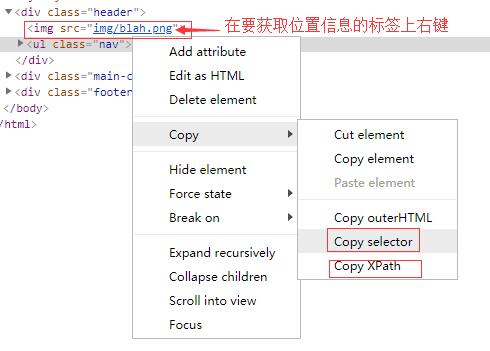 ▼<div class="header">
<img src="img/blah.png">
在要获取位置信息的标签上右键
▶<ul class="nav">
</div>
▶<div class="main-c
▶<div class="footer
</body>
html>
Add attribute
Edit as HTML
Delete element
Copy
Hide element
Force state
Break on
Expand recursively
Collapse children
Scroll into view
Focus
Cut element
Copy element
Paste element
Copy outerHTML
Copy selector
Copy XPath